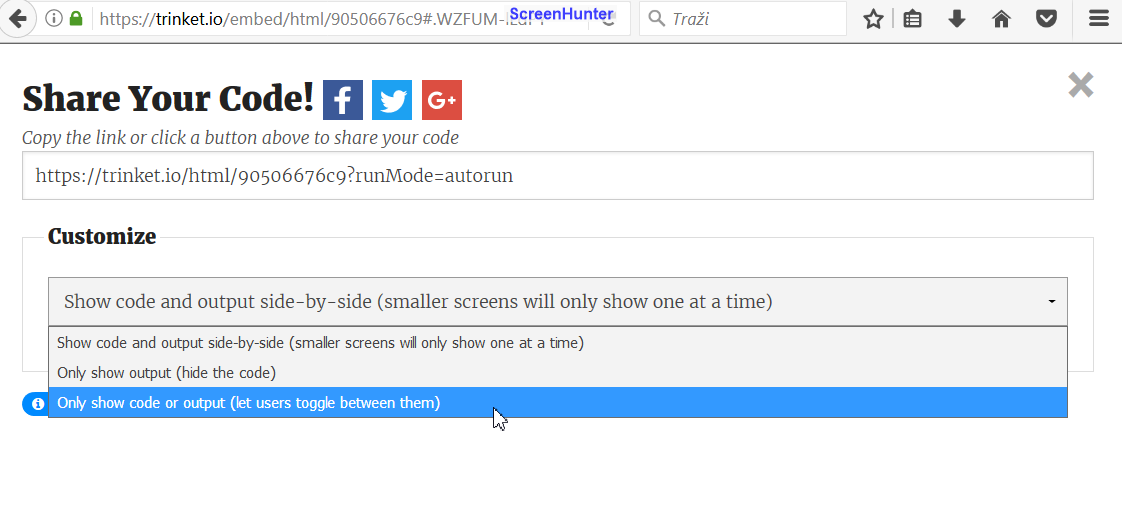 https://trinket.io/embed/html/90506676c9#.WZFUM-
ScreenHunter
Traži
Share Your Code!
G+
Copy the link or click a button above to share your code
https://trinket.io/html/90506676c9?runMode=autorun
Customize
Show code and output side-by-side (smaller screens will only show one at a time)
Show code and output side-by-side (smaller screens will only show one at a time)
Only show output (hide the code)
Only show code or output (let users toggle between them)